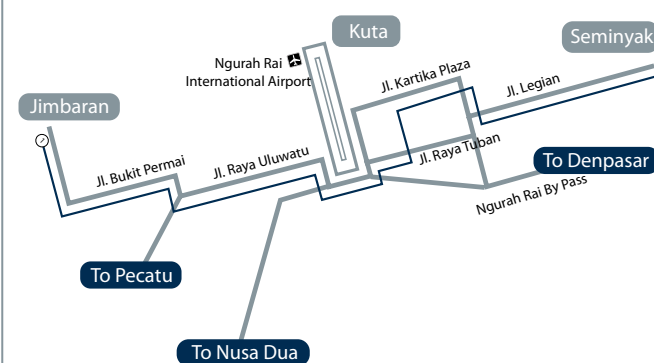 Kuta
Seminyak
Ngurah Rai
International Airport
Jl. Kartika Plaza
Jl. Legian
Jimbaran
Jl. Bukit Permai
Jl. Raya Uluwatu
Jl. Raya Tuban
To Denpasar
Ngurah Rai By Pass
To Pecatu
To Nusa Dua